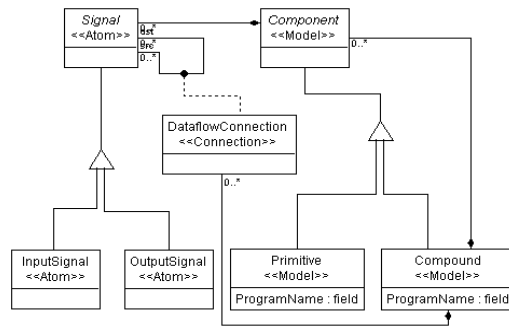 Signal
<<Atom>>
Component
<<Model>>
0..*
dst
0..*
src
0..*
0..*
DataflowConnection
<<Connection>>
0..*
InputSignal
<<Atom>>
OutputSignal
<<Atom>>
Primitive
<<Model>>
ProgramName : field
Compound
<<Model>>
ProgramName : field